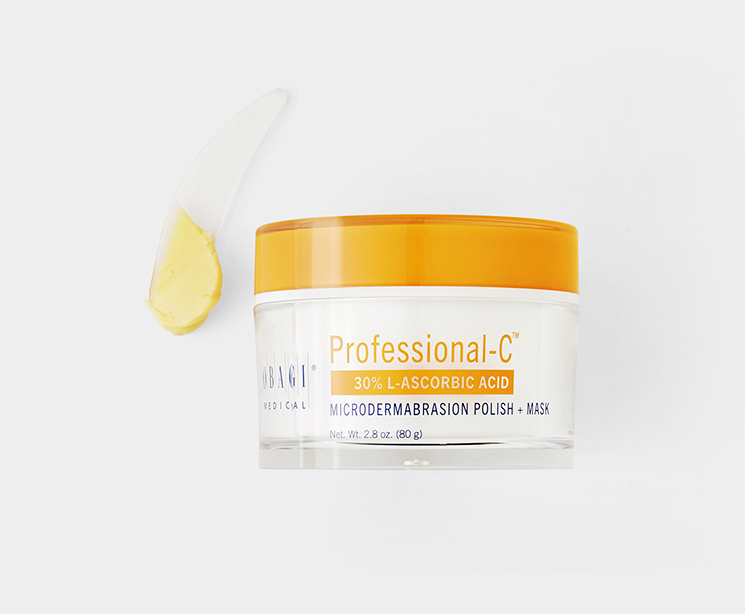 Professional-C™
30% L-ASCORBIC ACID
OBAGI®
MEDICAL
MICRODERMABRASION POLISH + MASK
Net. Wt. 2.8 oz. (80 g)